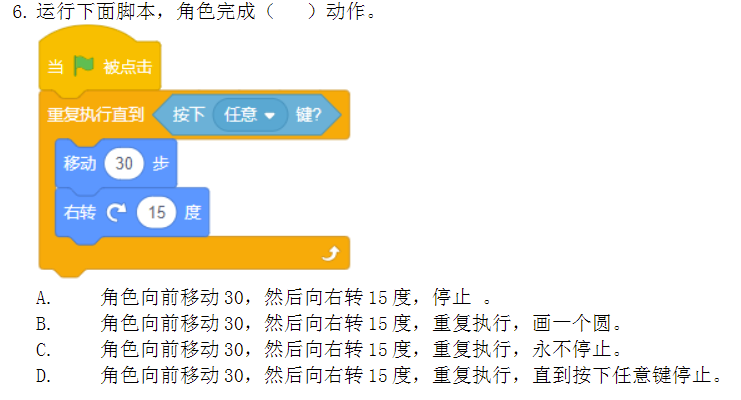 6. 运行下面脚本，角色完成（ ）动作。
当 被点击
重复执行直到 按下 任意 键?
移动 30 步
右转 15 度
A. 角色向前移动 30，然后向右转 15 度，停止 。
B. 角色向前移动 30，然后向右转 15 度，重复执行，画一个圆。
C. 角色向前移动 30，然后向右转 15 度，重复执行，永不停止。
D. 角色向前移动 30，然后向右转 15 度，重复执行，直到按下任意键停止。